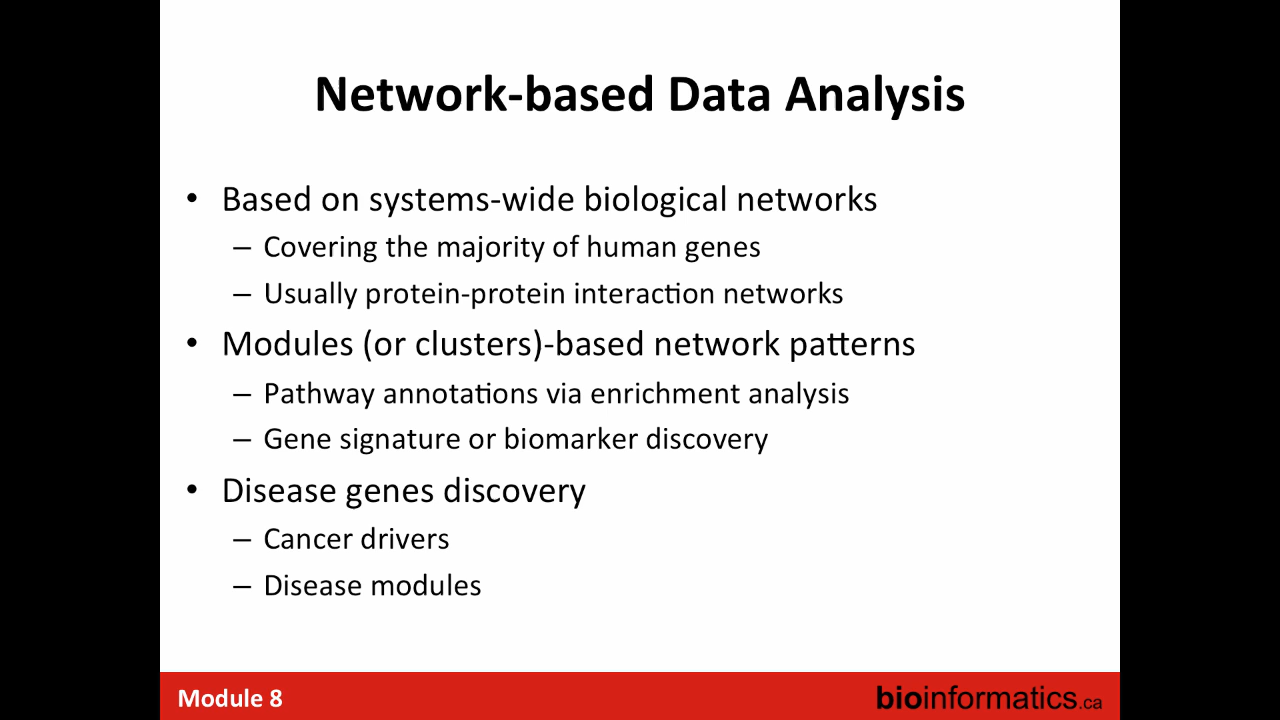 Network-based Data Analysis
• Based on systems-wide biological networks
– Covering the majority of human genes
– Usually protein-protein interaction networks
• Modules (or clusters)-based network patterns
– Pathway annotations via enrichment analysis
– Gene signature or biomarker discovery
• Disease genes discovery
– Cancer drivers
– Disease modules
Module 8
bioinformatics.ca